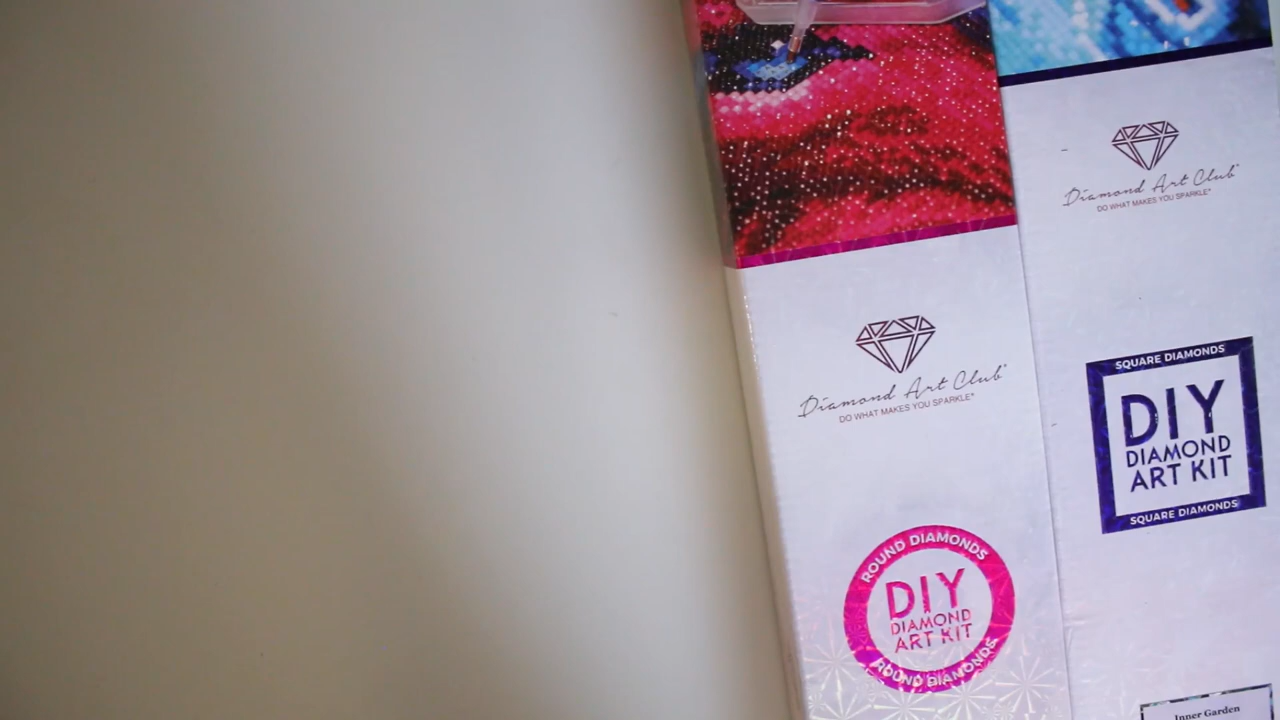 Diamond Art Club
DO WHAT MAKES YOU SPARKLE
ROUND DIAMONDS
DIY
DIAMOND
ART KIT
ROUND DIAMONDS
Diamond Art Club
DO WHAT MAKES YOU SPARKLE
SQUARE DIAMONDS
DIY
DIAMOND
ART KIT
SQUARE DIAMONDS
Inner Garden